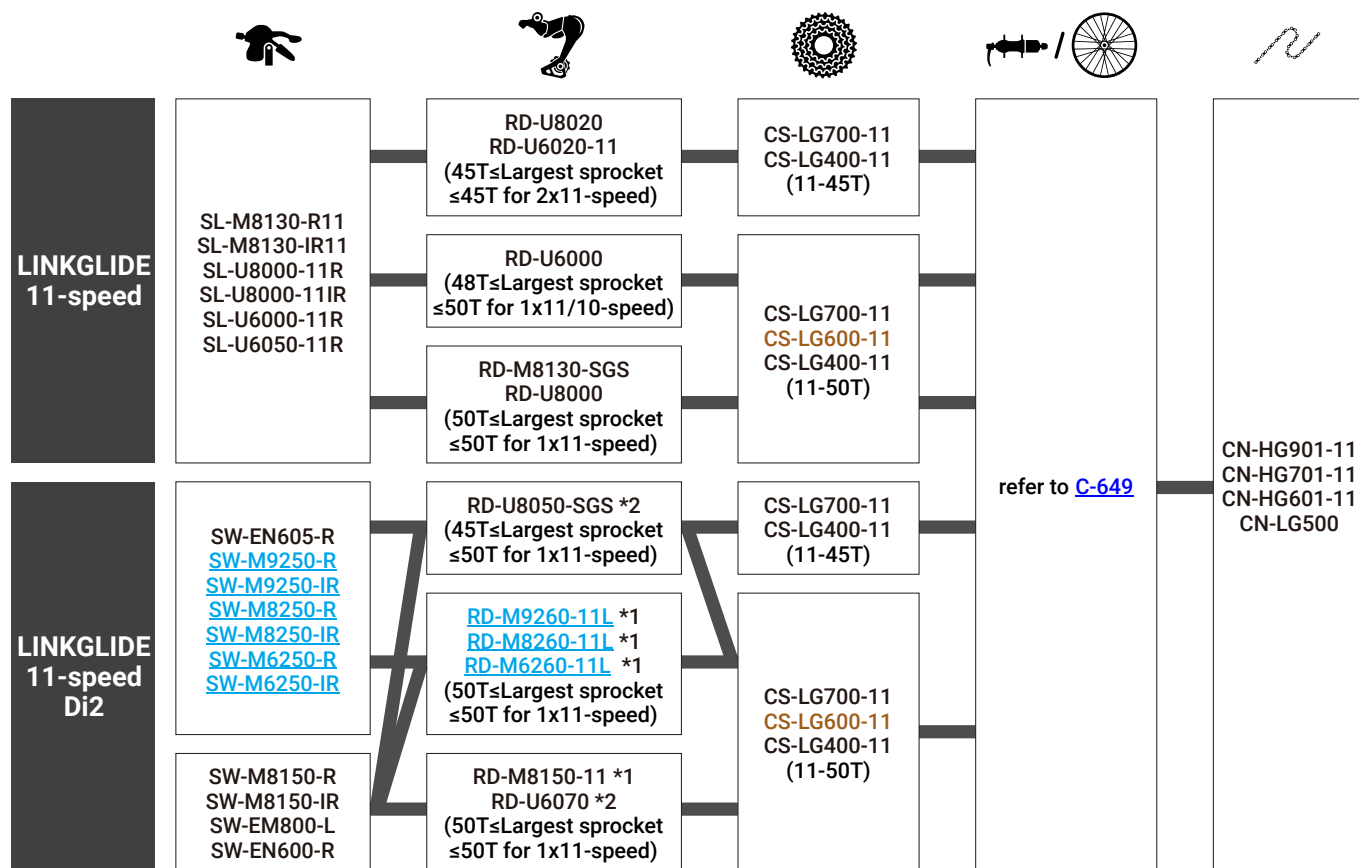 LINKGLIDE
11-speed
SL-M8130-R11
SL-M8130-IR11
SL-U8000-11R
SL-U8000-11IR
SL-U6000-11R
SL-U6050-11R
RD-U8020
RD-U6020-11
(45T≤Largest sprocket
≤45T for 2x11-speed)
RD-U6000
(48T≤Largest sprocket
≤50T for 1x11/10-speed)
RD-M8130-SGS
RD-U8000
(50T≤Largest sprocket
≤50T for 1x11-speed)
CS-LG700-11
CS-LG400-11
(11-45T)
CS-LG700-11
CS-LG600-11
CS-LG400-11
(11-50T)
LINKGLIDE
11-speed
Di2
SW-EN605-R
SW-M9250-R
SW-M9250-IR
SW-M8250-R
SW-M8250-IR
SW-M6250-R
SW-M6250-IR
SW-M8150-R
SW-M8150-IR
SW-EM800-L
SW-EN600-R
RD-U8050-SGS *2
(45T≤Largest sprocket
≤50T for 1x11-speed)
RD-M9260-11L *1
RD-M8260-11L *1
RD-M6260-11L *1
(50T≤Largest sprocket
≤50T for 1x11-speed)
RD-M8150-11 *1
RD-U6070 *2
(50T≤Largest sprocket
≤50T for 1x11-speed)
CS-LG700-11
CS-LG400-11
(11-45T)
CS-LG700-11
CS-LG600-11
CS-LG400-11
(11-50T)
refer to C-649
CN-HG901-11
CN-HG701-11
CN-HG601-11
CN-LG500